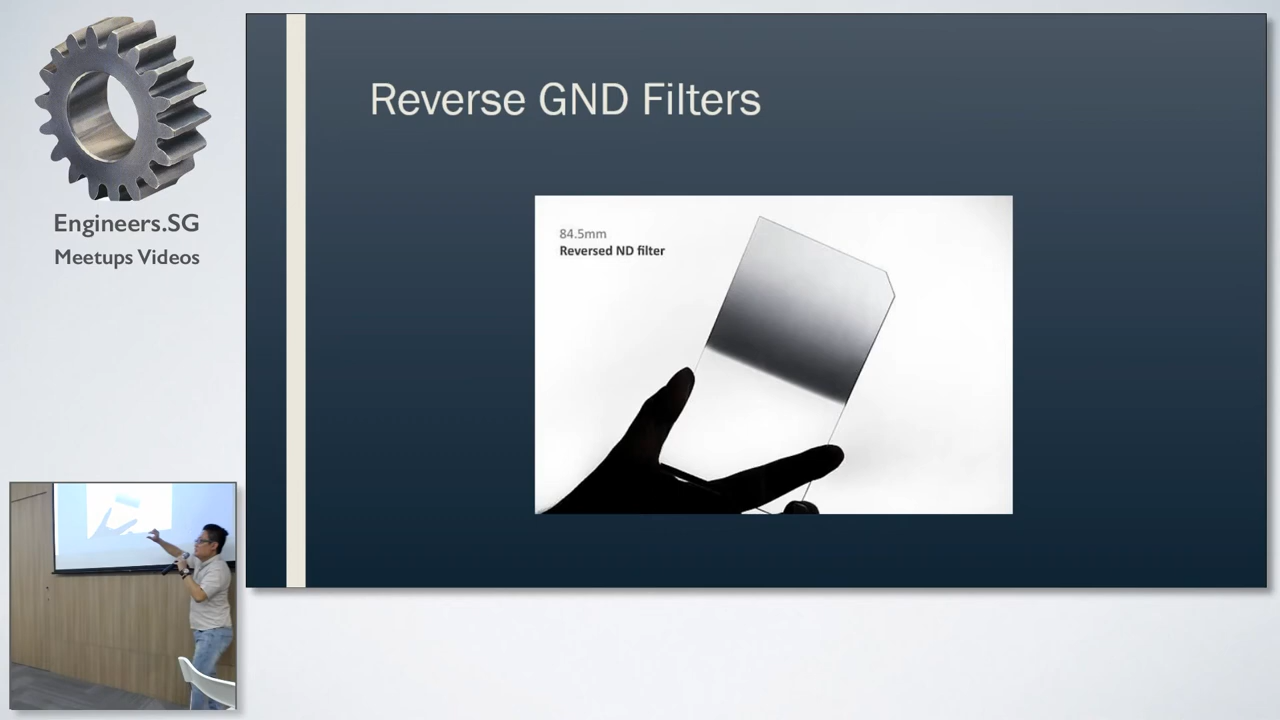 Engineers.SG
Meetups Videos
Reverse GND Filters
84.5mm
Reversed ND filter